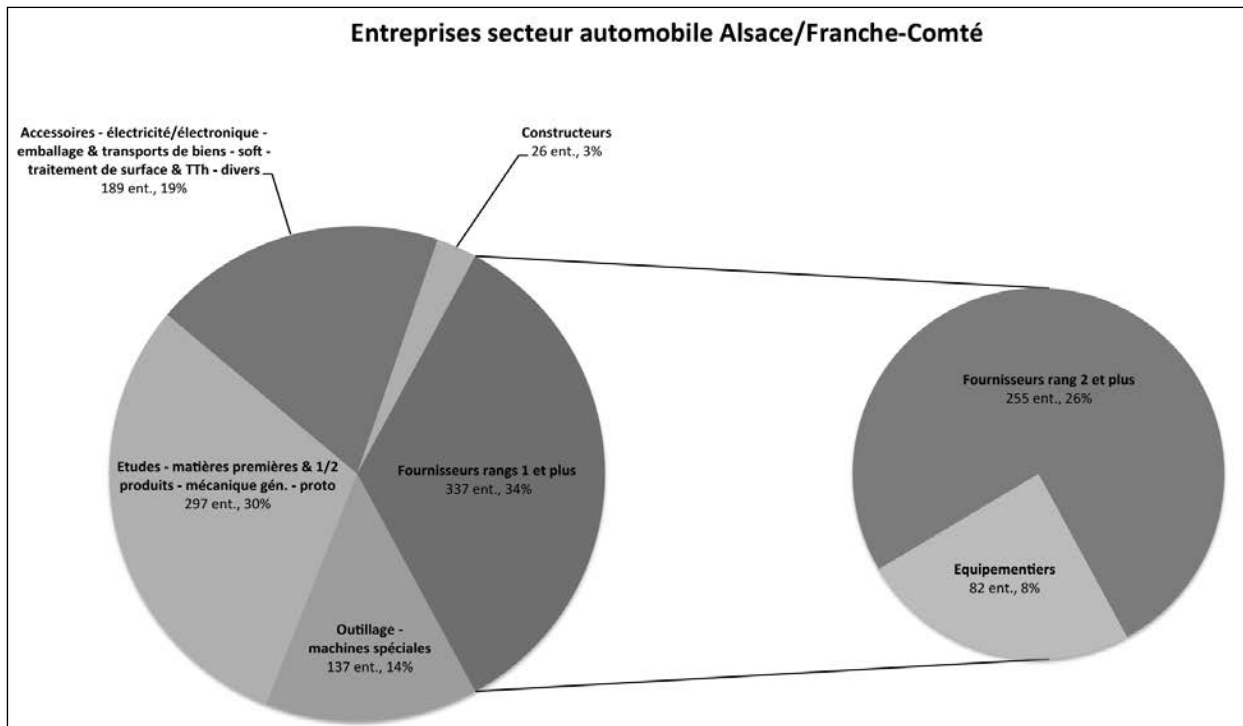 Entreprises secteur automobile Alsace/Franche-Comté
Accessoires - électricité/électronique -
emballage & transports de biens - soft -
traitement de surface & TTh - divers
189 ent., 19%
Constructeurs
26 ent., 3%
Etudes - matières premières & 1/2
produits - mécanique gén. - proto
297 ent., 30%
Fournisseurs rangs 1 et plus
337 ent., 34%
Outillage -
machines spéciales
137 ent., 14%
Fournisseurs rang 2 et plus
255 ent., 26%
Equipementiers
82 ent., 8%